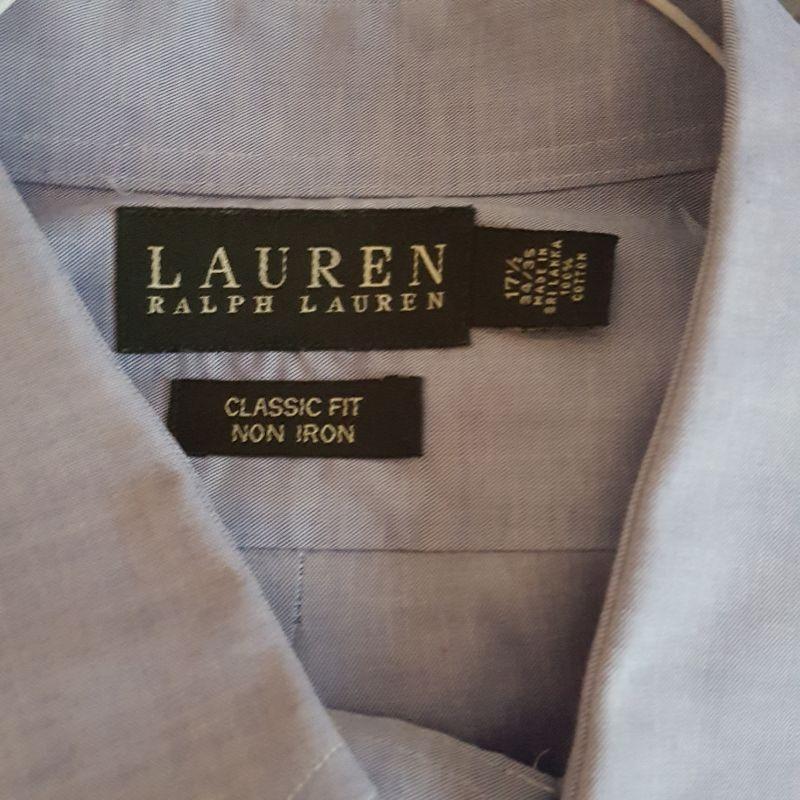 LAUREN
RALPH LAUREN
17½
34/35
MADE IN
SRI LANKA
100%
COTTON
CLASSIC FIT
NON IRON